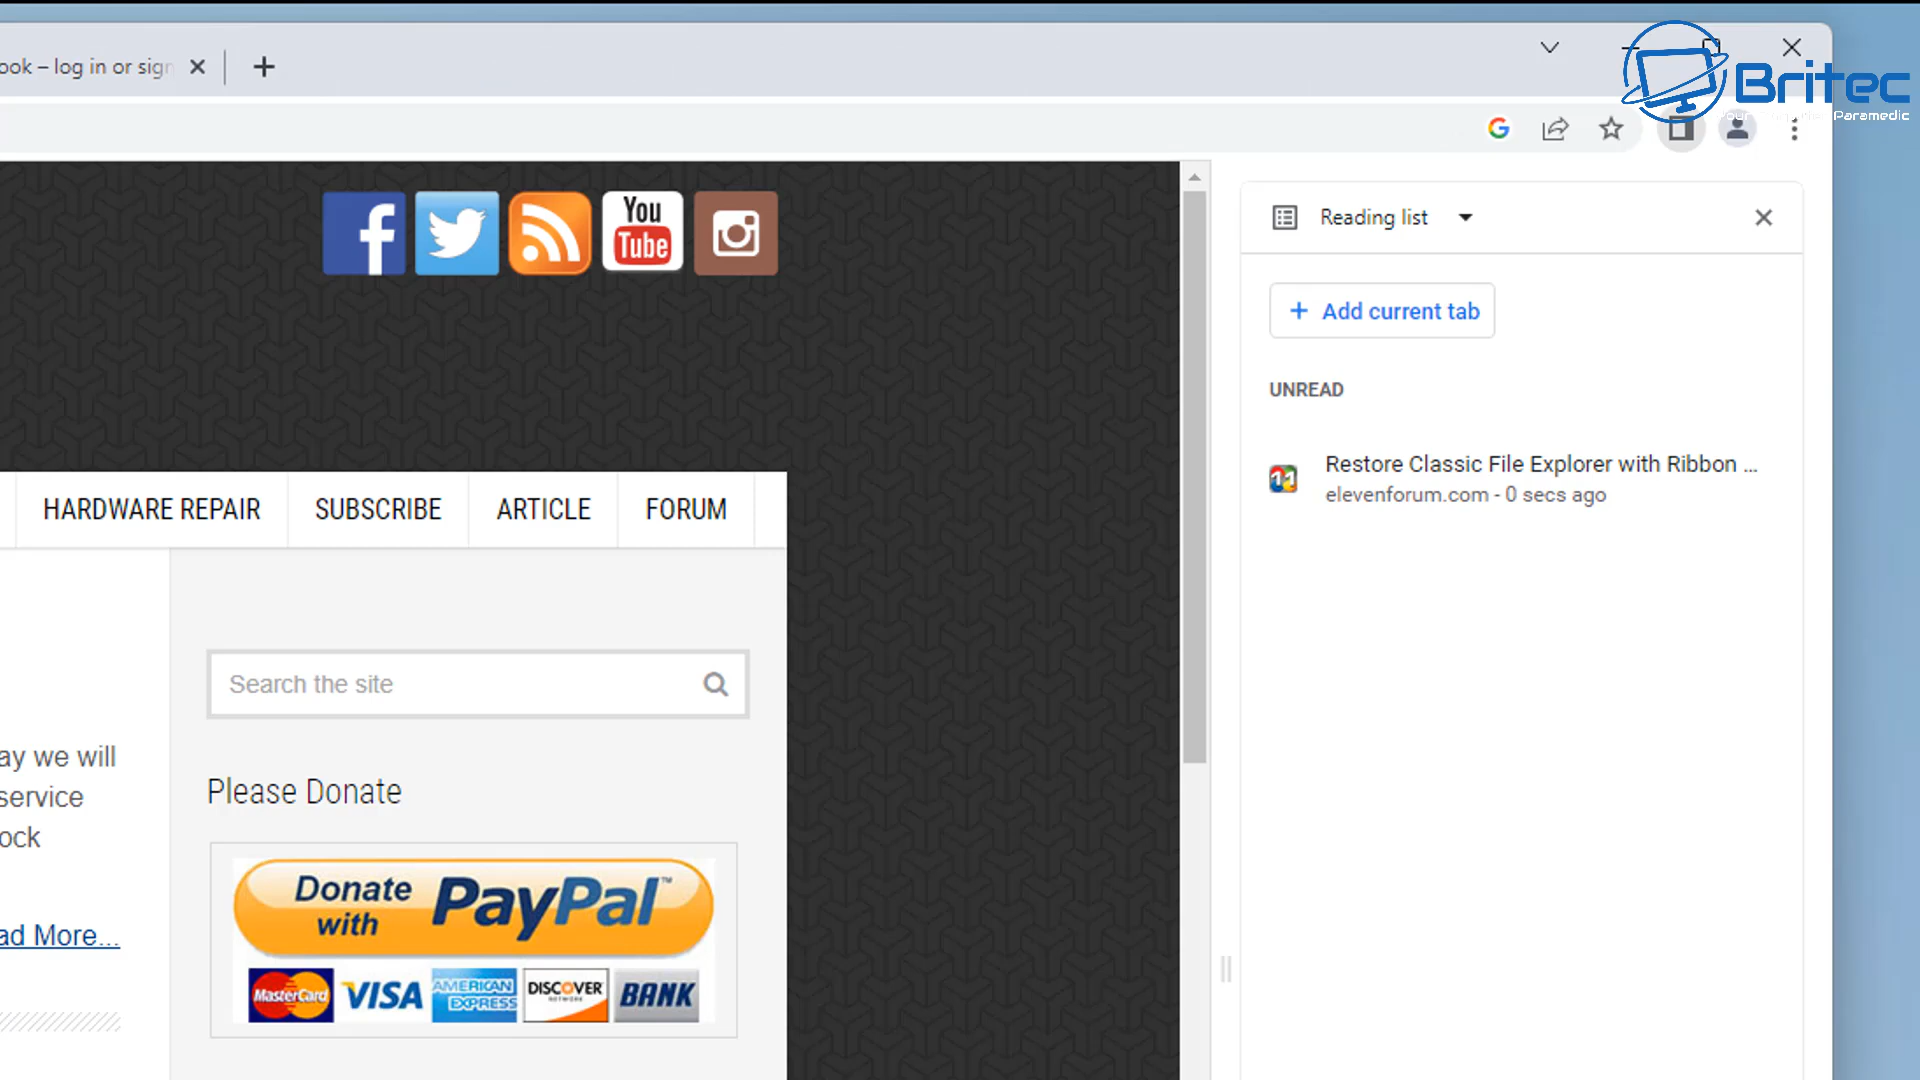 ook – log in or sign
Britec
Paramedic
You
Tube
Reading list
Add current tab
UNREAD
Restore Classic File Explorer with Ribbon ...
elevenforum.com - 0 secs ago
HARDWARE REPAIR
SUBSCRIBE
ARTICLE
FORUM
Search the site
ay we will
service
ock
ad More...
Please Donate
Donate
with
PayPal™
MasterCard
VISA
AMERICAN
EXPRESS
DISCOVER
NETWORK
BANK